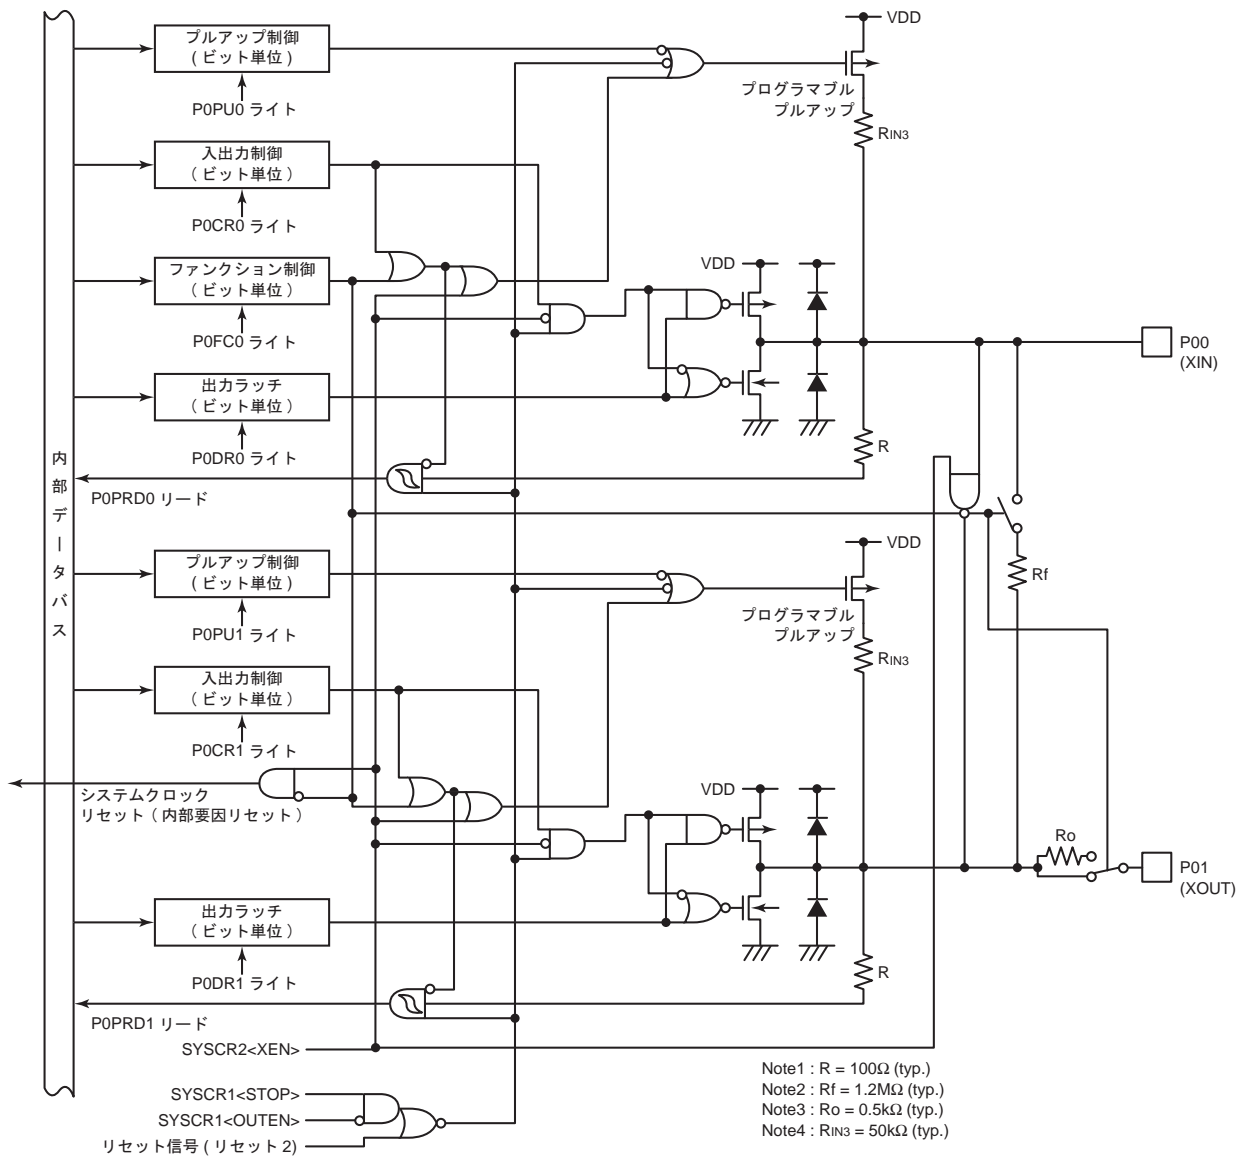 VDD
プルアップ制御
( ビット単位 )
P0PU0 ライト
プログラマブル
プルアップ
RIN3
入出力制御
( ビット単位 )
P0CR0 ライト
ファンクション制御
( ビット単位 )
P0FC0 ライト
VDD
P00
(XIN)
出力ラッチ
( ビット単位 )
P0DR0 ライト
R
内部データバス
P0PRD0 リード
VDD
プルアップ制御
( ビット単位 )
P0PU1 ライト
Rf
プログラマブル
プルアップ
RIN3
入出力制御
( ビット単位 )
P0CR1 ライト
システムクロック
リセット ( 内部要因リセット )
VDD
Ro
P01
(XOUT)
出力ラッチ
( ビット単位 )
P0DR1 ライト
R
P0PRD1 リード
SYSCR2<XEN>
SYSCR1<STOP>
SYSCR1<OUTEN>
リセット信号 ( リセット 2)
Note1 : R = 100Ω (typ.)
Note2 : Rf = 1.2MΩ (typ.)
Note3 : Ro = 0.5kΩ (typ.)
Note4 : RIN3 = 50kΩ (typ.)